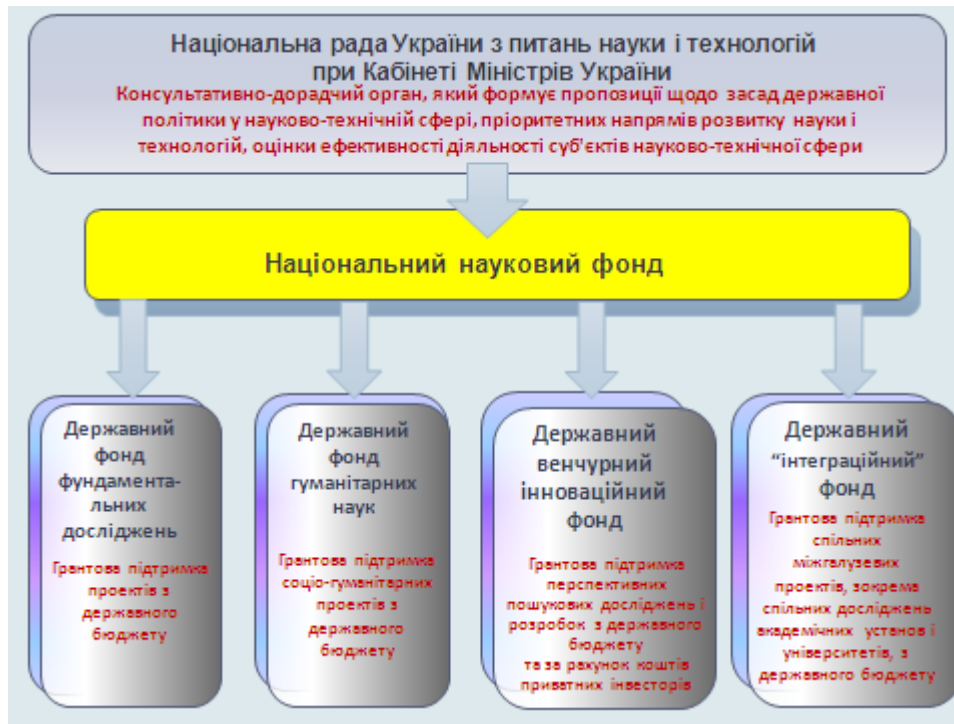 Національна рада України з питань науки і технологій
при Кабінеті Міністрів України
Консультативно-дорадчий орган, який формує пропозиції щодо засад державної
політики у науково-технічній сфері, пріоритетних напрямів розвитку науки і
технологій, оцінки ефективності діяльності суб'єктів науково-технічної сфери
Національний науковий фонд
Державний
фонд
фундамента-
льних
досліджень
Грантова підтримка
проектів з
державного
бюджету
Державний
фонд
гуманітарних
наук
Грантова підтримка
соціо-гуманітарних
проектів з
державного
бюджету
Державний
венчурний
інноваційний
фонд
Грантова підтримка
перспективних
пошукових досліджень і
розробок з державного
бюджету
та за рахунок коштів
приватних інвесторів
Державний
“інтеграційний”
фонд
Грантова підтримка
спільних
міжгалузевих
проектів, зокрема
спільних досліджень
академічних установ і
університетів, з
державного бюджету